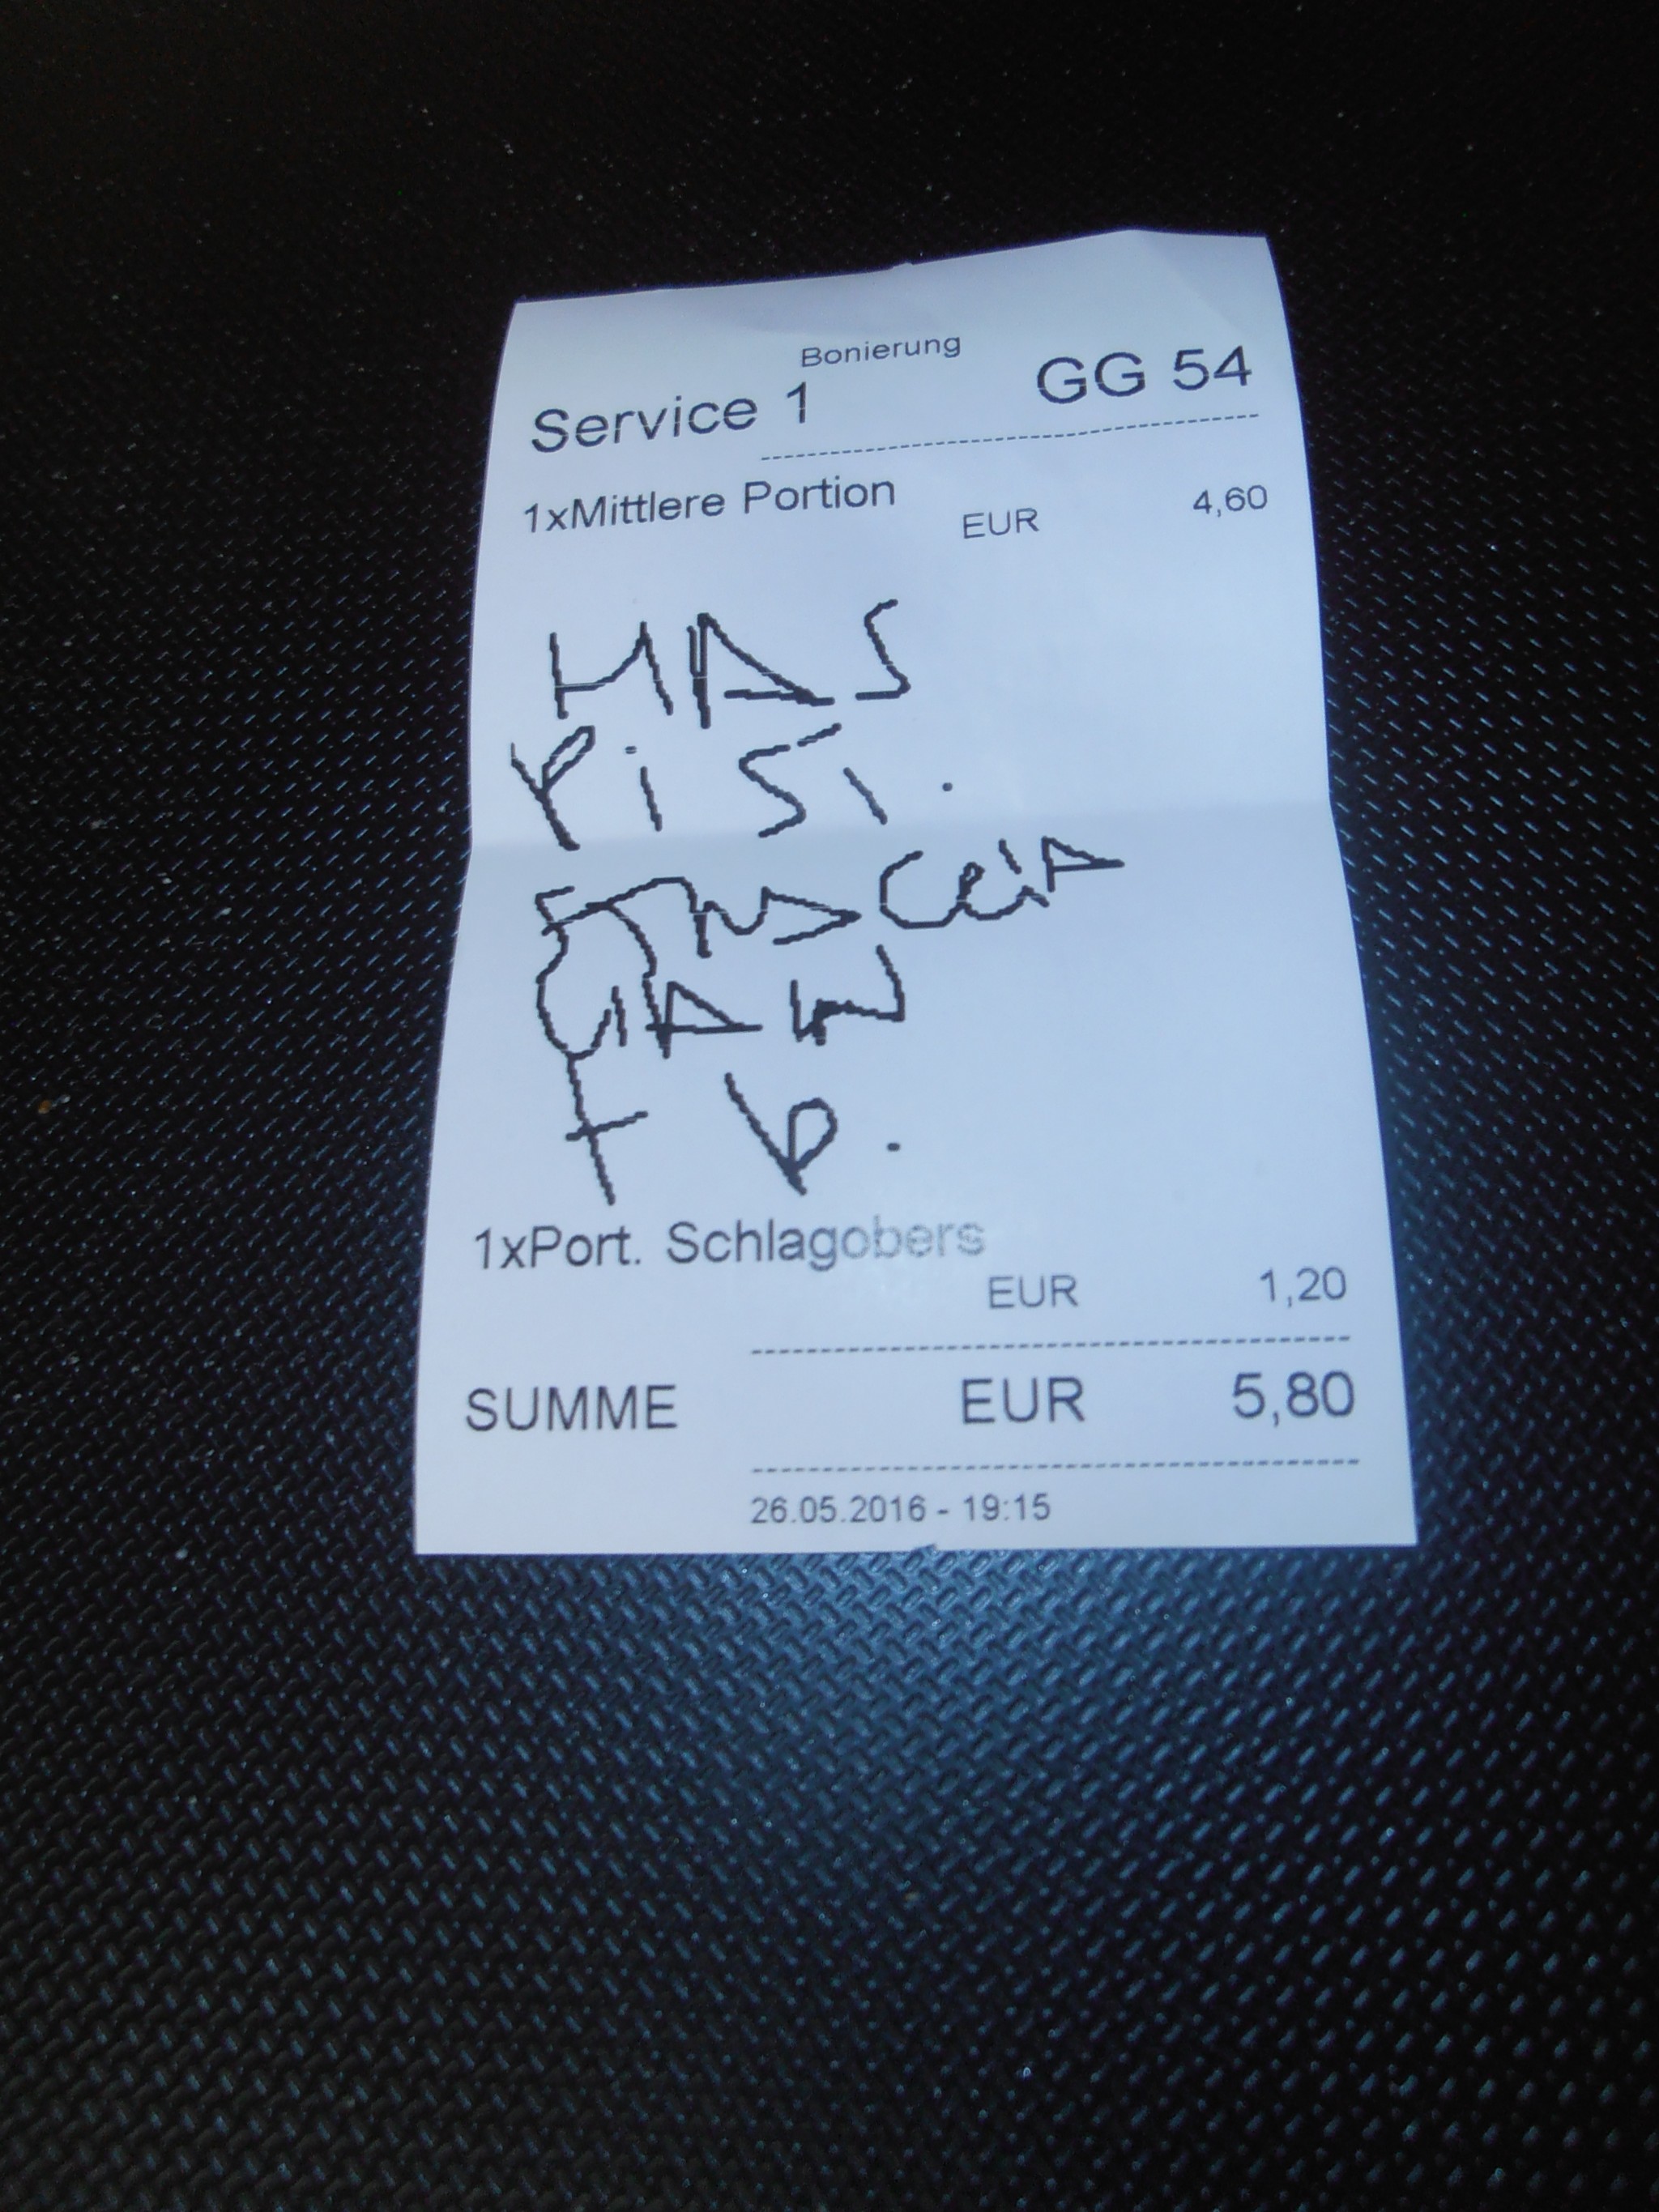 Bonierung
Service 1 GG 54
1xMittlere Portion
EUR 4,60
HAS
Pisi.
1xPort. Schlagobers
EUR 1,20
SUMME EUR 5,80
26.05.2016 - 19:15